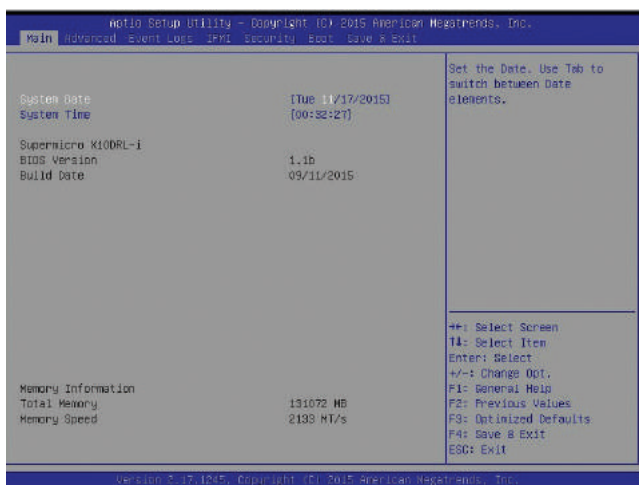 Aptio Setup Utility - Copyright (C) 2015 American Megatrends, Inc.
Main Advanced Event Logs IPMI Security Boot Save & Exit
System Date [Tue 11/17/2015]
System Time [00:32:27]
Supermicro X10DRL-i
BIOS Version 1.1b
Build Date 09/11/2015
Memory Information
Total Memory 131072 MB
Memory Speed 2133 MT/s
Set the Date. Use Tab to
switch between Date
elements.
→←: Select Screen
↑↓: Select Item
Enter: Select
+/-: Change Opt.
F1: General Help
F2: Previous Values
F3: Optimized Defaults
F4: Save & Exit
ESC: Exit
Version 2.17.1245. Copyright (C) 2015 American Megatrends, Inc.